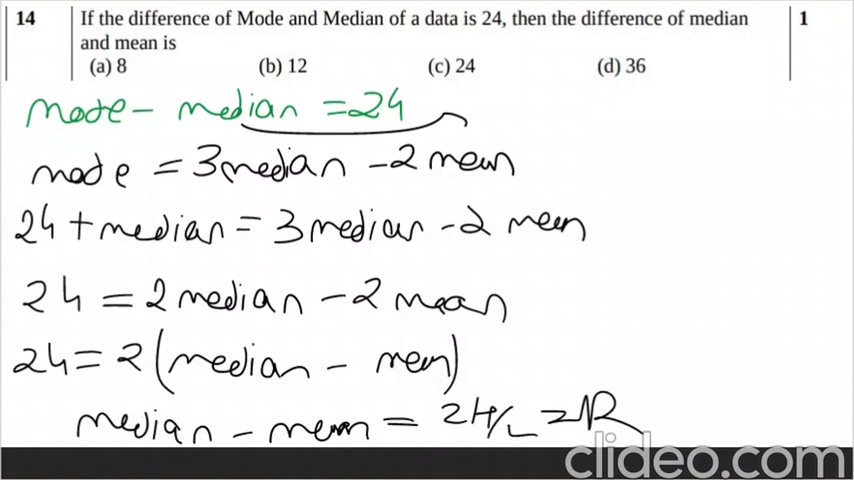 14 If the difference of Mode and Median of a data is 24, then the difference of median 1
and mean is
(a) 8 (b) 12 (c) 24 (d) 36
mode - median = 24
mode = 3 median - 2 mean
24 + median = 3 median - 2 mean
24 = 2 median - 2 mean
24 = 2 (median - mean)
median - mean = 24/2 = 12
clideo.com